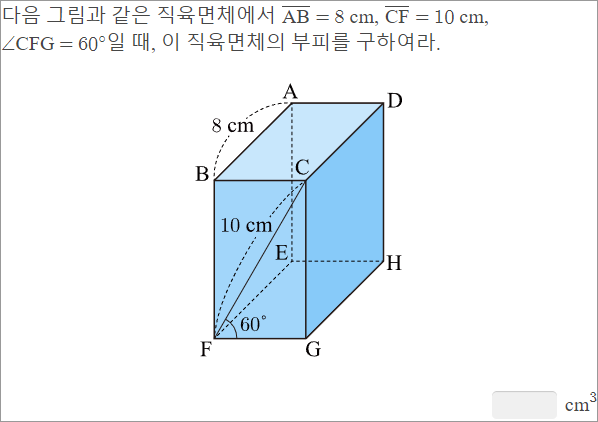 다음 그림과 같은 직육면체에서 AB = 8 cm, CF = 10 cm,
∠CFG = 60°일 때, 이 직육면체의 부피를 구하여라.
A
D
8 cm
B
C
10 cm
E
H
60°
F
G
cm³